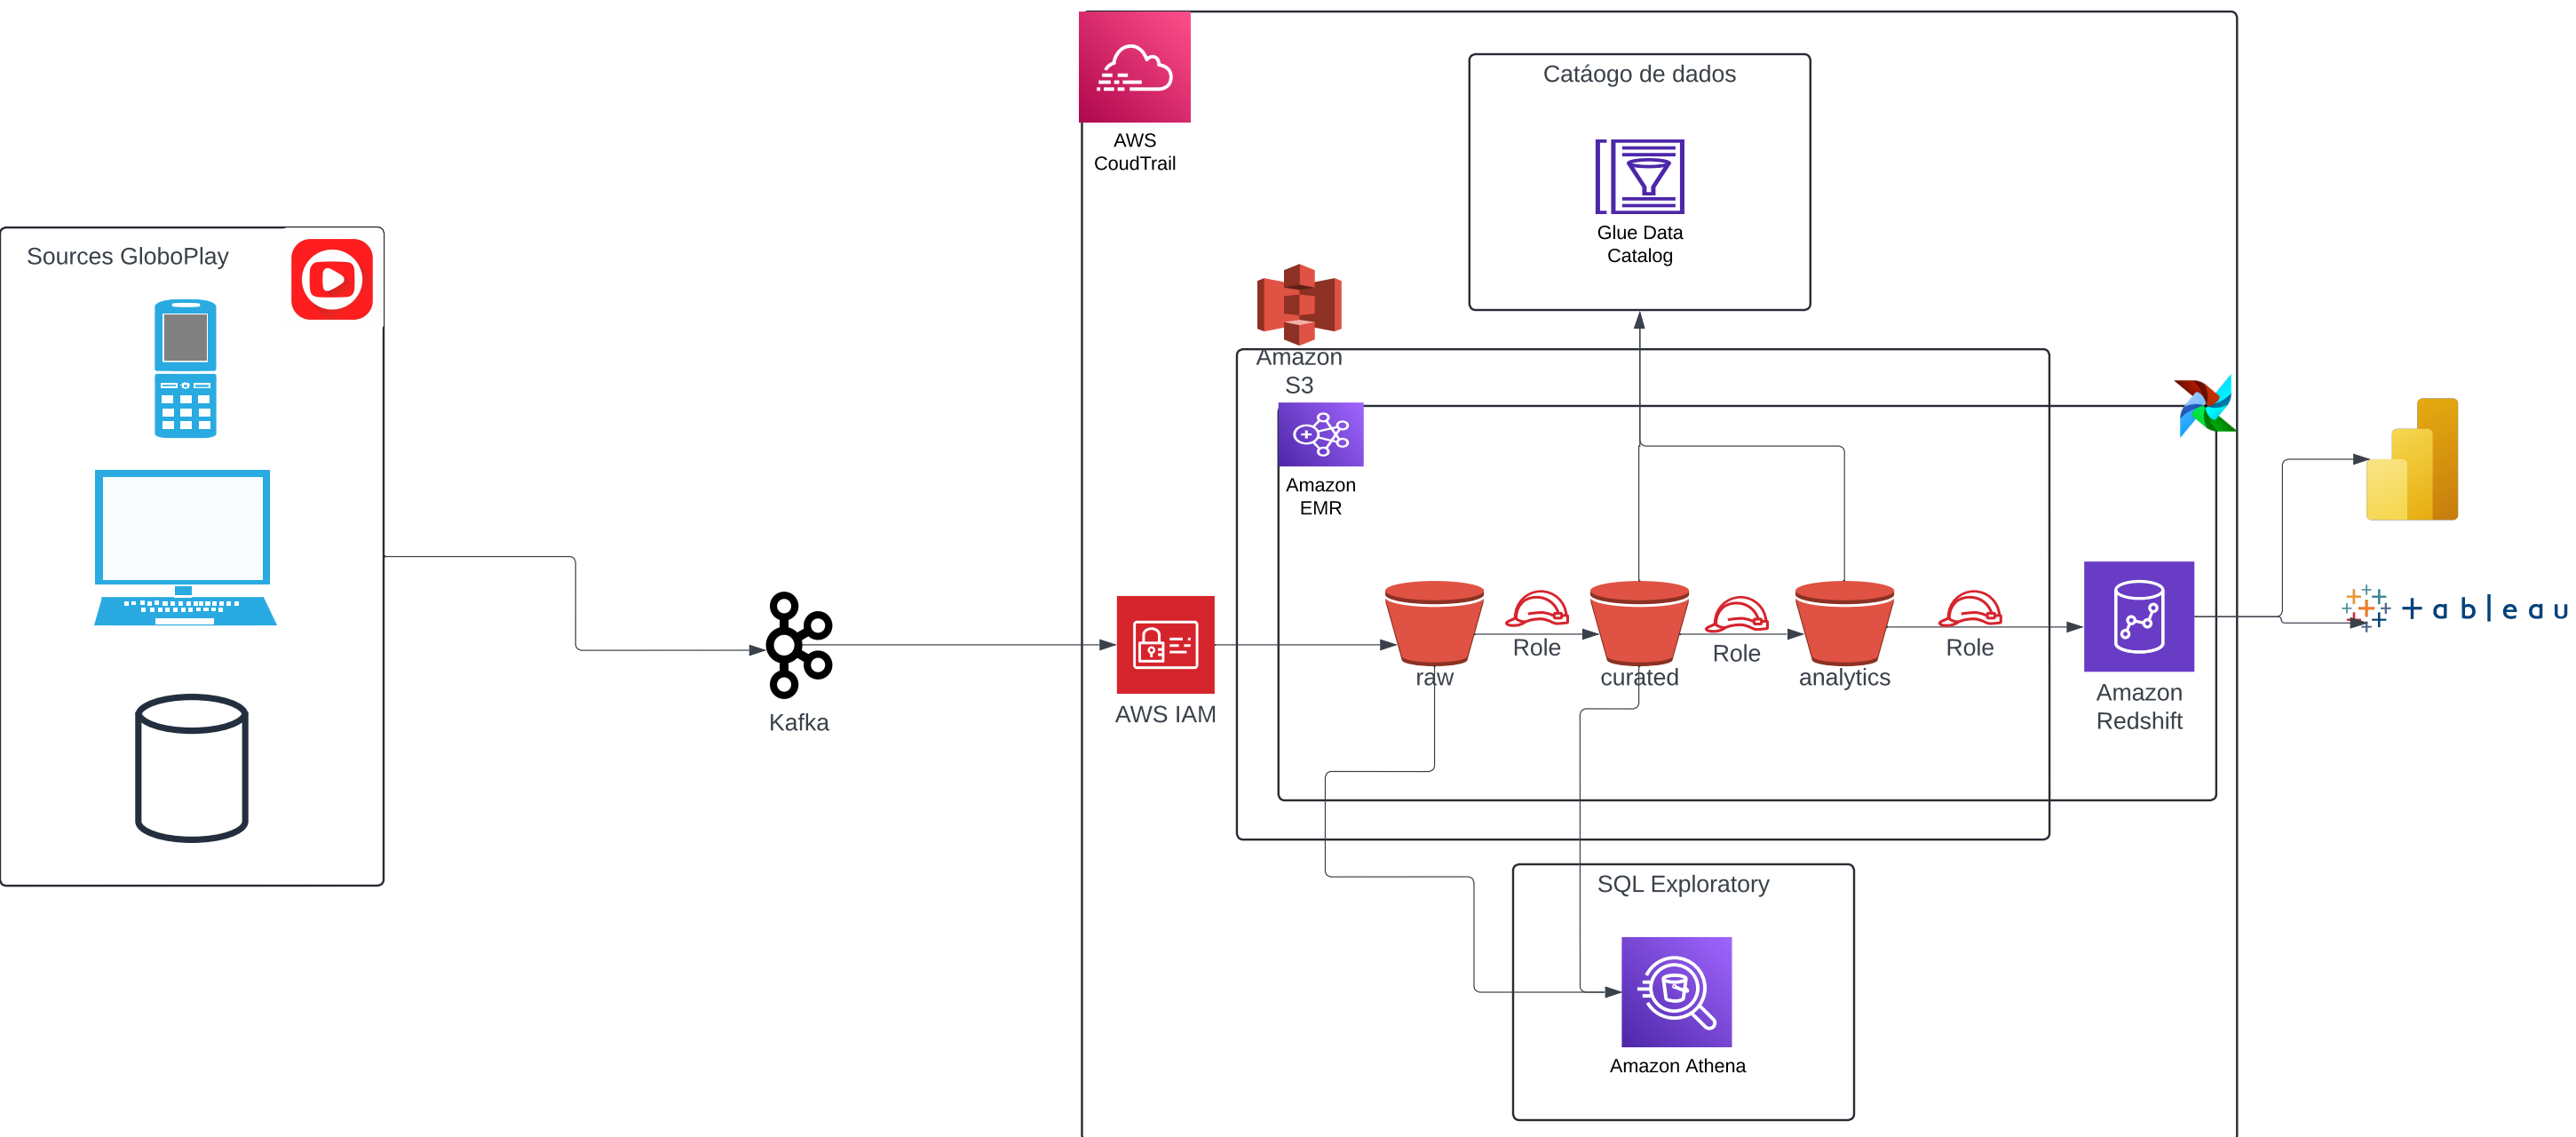 Sources GloboPlay
Kafka
AWS
CoudTrail
Catáogo de dados
Glue Data
Catalog
Amazon
S3
Amazon
EMR
AWS IAM
raw
Role
curated
Role
analytics
Role
Amazon
Redshift
SQL Exploratory
Amazon Athena
+ableau